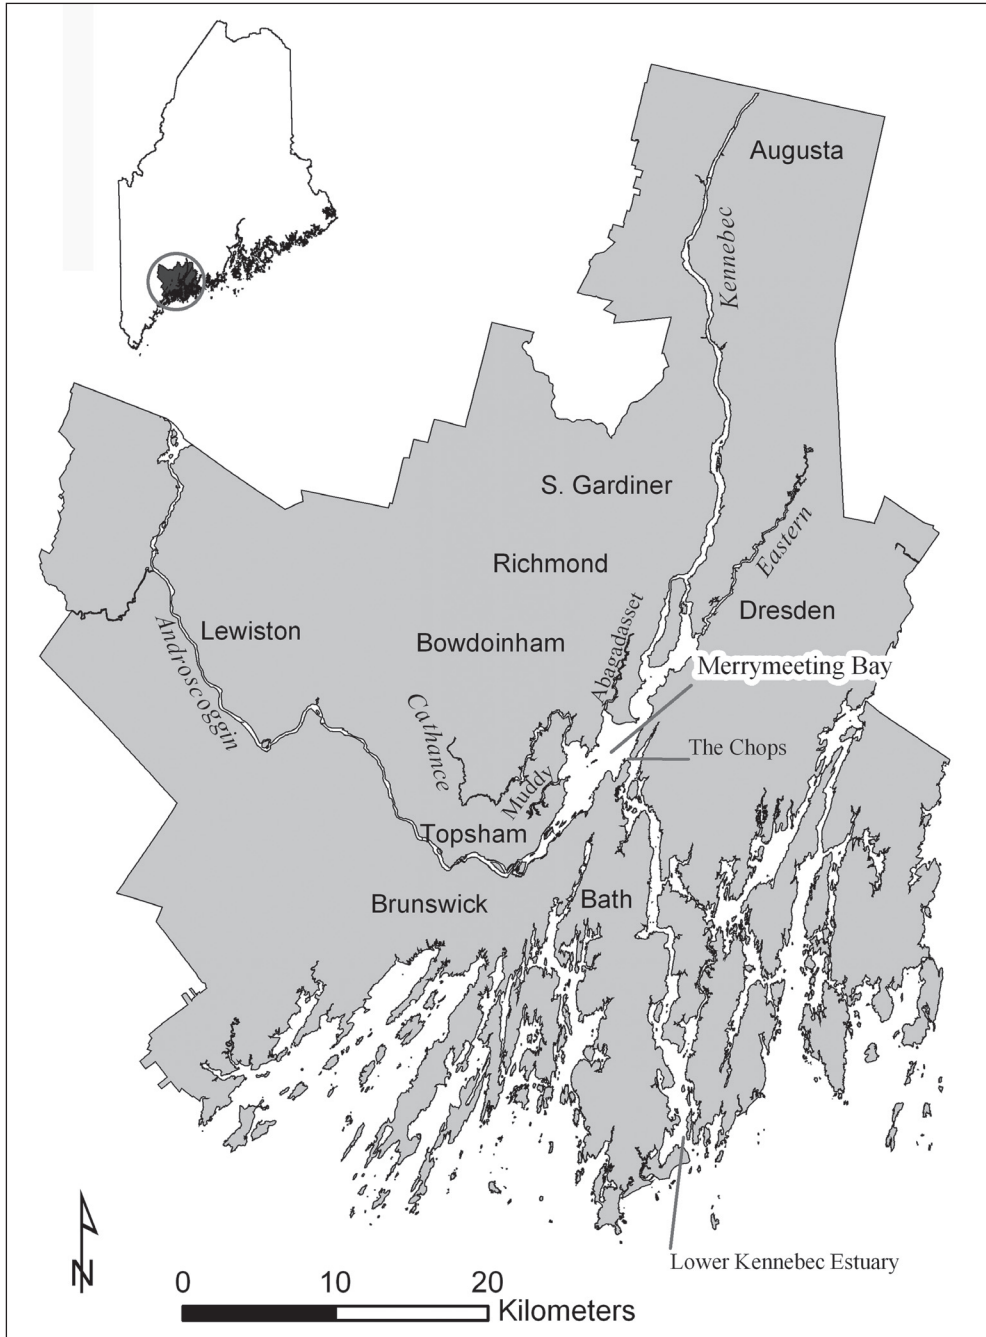 Augusta
Kennebec
S. Gardiner
Eastern
Richmond
Dresden
Abagadasset
Lewiston
Bowdoinham
Androscoggin
Merrymeeting Bay
Cathance
The Chops
Muddy
Topsham
Brunswick
Bath
Lower Kennebec Estuary
N
0 10 20
Kilometers